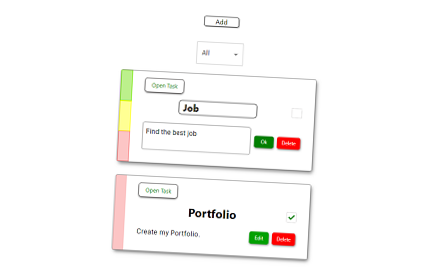 Add
All
Open Task
Job
Find the best job
Ok
Delete
Open Task
Portfolio
Create my Portfolio.
Edit
Delete